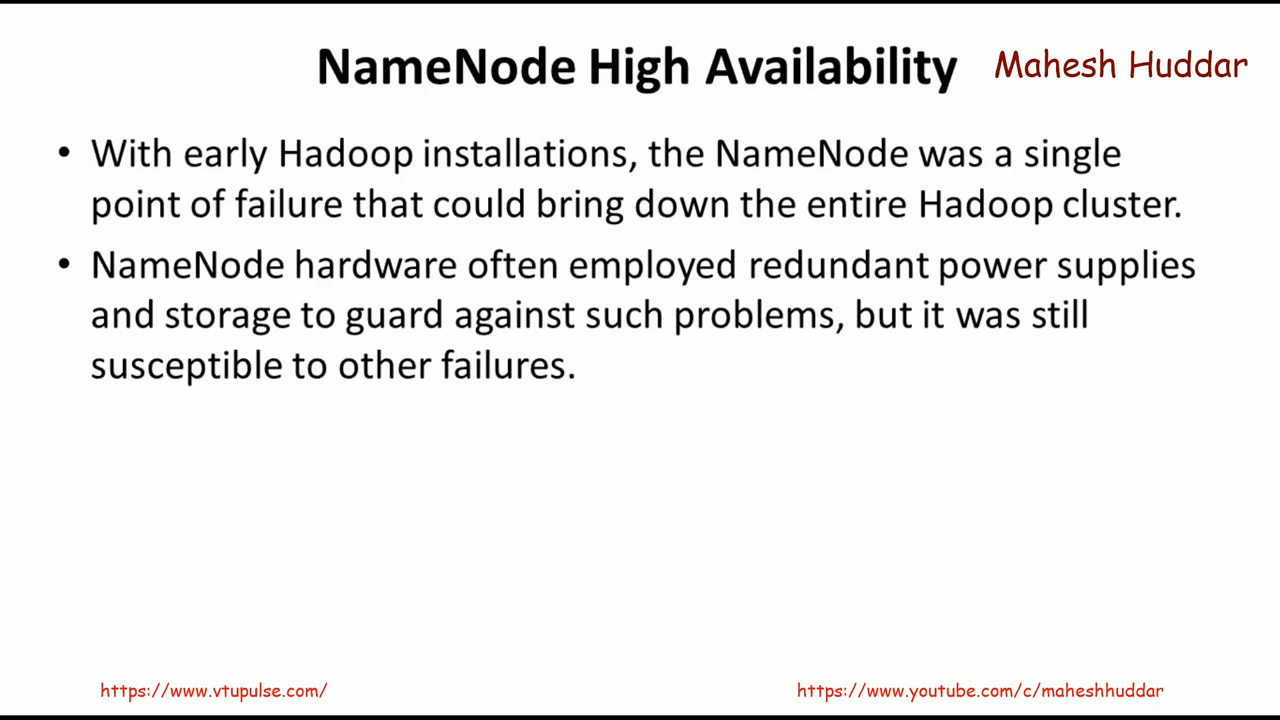 NameNode High Availability
Mahesh Huddar
• With early Hadoop installations, the NameNode was a single
point of failure that could bring down the entire Hadoop cluster.
• NameNode hardware often employed redundant power supplies
and storage to guard against such problems, but it was still
susceptible to other failures.
https://www.vtupulse.com/
https://www.youtube.com/c/maheshhuddar